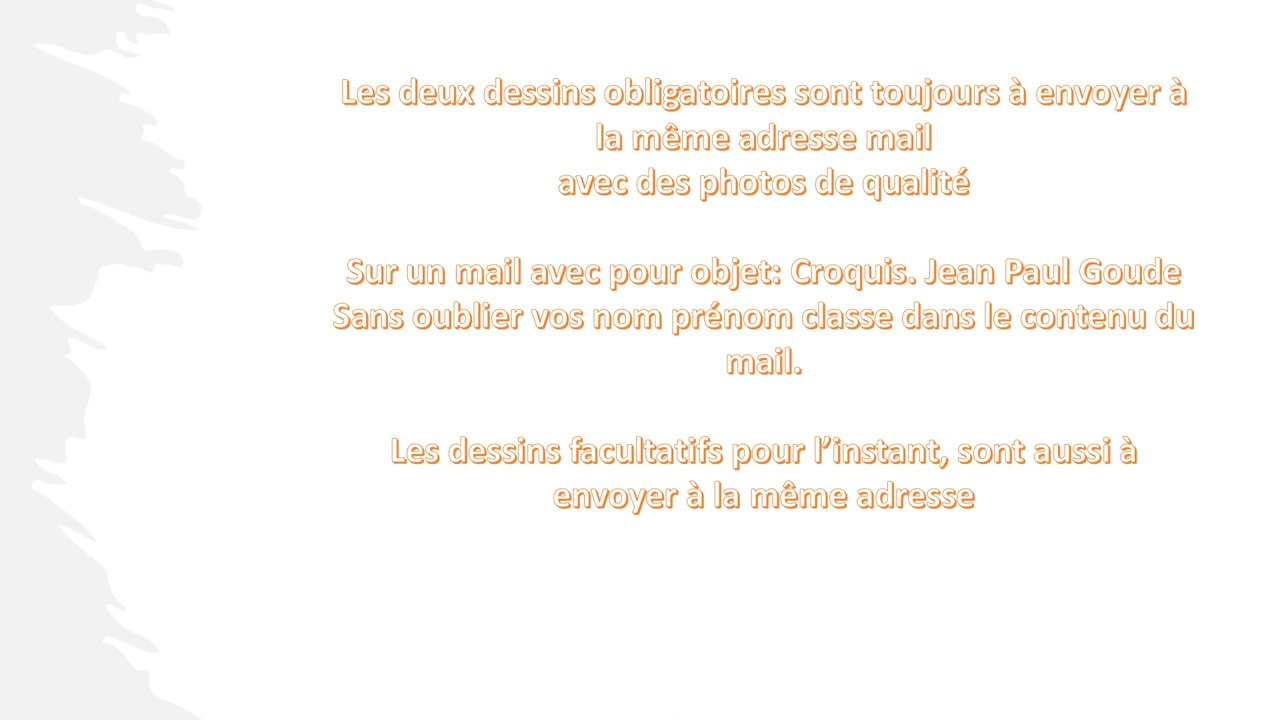 Les deux dessins obligatoires sont toujours à envoyer à
la même adresse mail
avec des photos de qualité
Sur un mail avec pour objet: Croquis. Jean Paul Goude
Sans oublier vos nom prénom classe dans le contenu du
mail.
Les dessins facultatifs pour l’instant, sont aussi à
envoyer à la même adresse